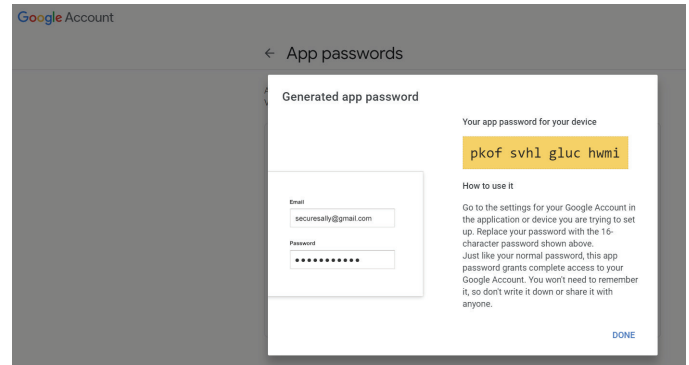 Google Account
← App passwords
Generated app password
Your app password for your device
pkof svhl gluc hwmi
How to use it
Go to the settings for your Google Account in
the application or device you are trying to set
up. Replace your password with the 16-
character password shown above.
Just like your normal password, this app
password grants complete access to your
Google Account. You won't need to remember
it, so don't write it down or share it with
anyone.
Email
securesally@gmail.com
Password
•••••••••••
DONE